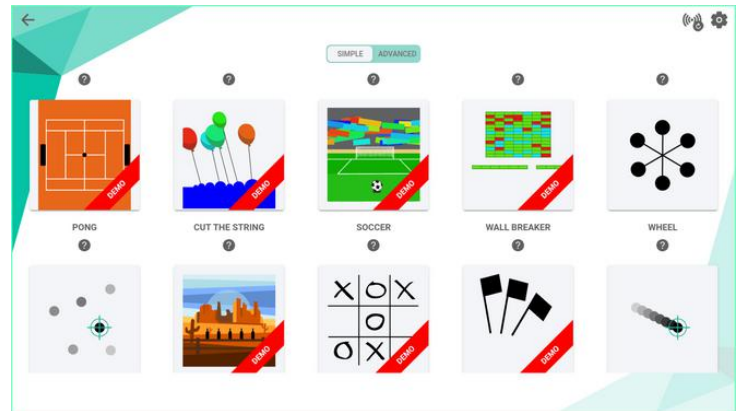 SIMPLE ADVANCED
? ? ? ? ?
DEMO DEMO DEMO DEMO
PONG CUT THE STRING SOCCER WALL BREAKER WHEEL
? ? ? ? ?
X O X
O
O X
DEMO DEMO DEMO